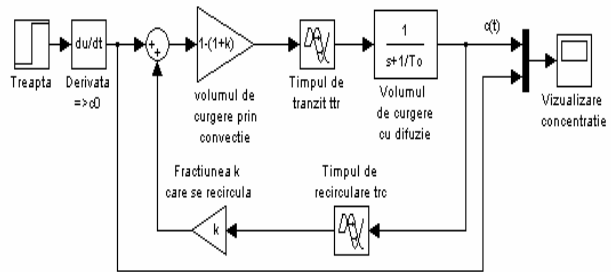 Treapta
du/dt
Derivata
=>c0
+
+
1-(1+k)
volumul de
curgere prin
convectie
Timpul de
tranzit ttr
1
s+1/To
Volumul
de curgere
cu difuzie
c(t)
Vizualizare
concentratie
Fractiunea k
care se recircula
k
Timpul de
recirculare trc